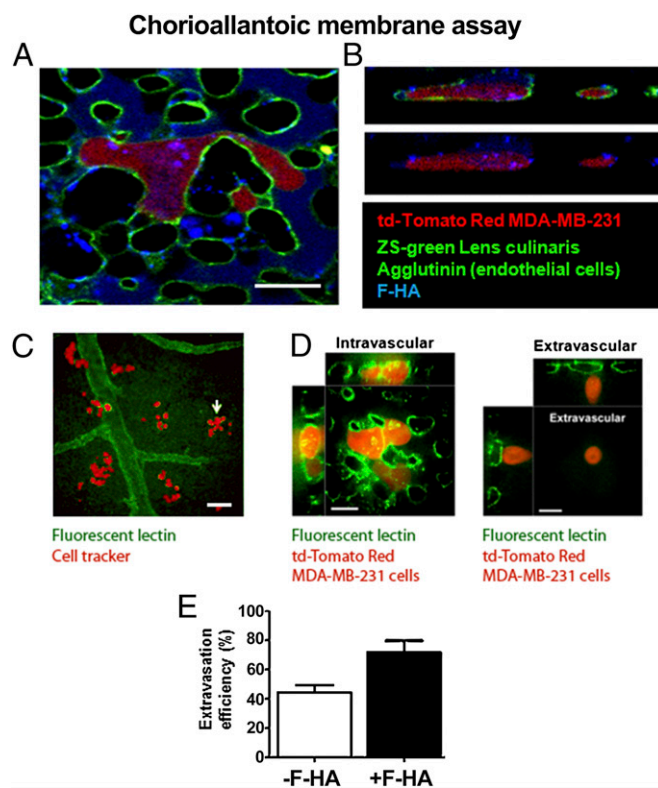 Chorioallantoic membrane assay
A
B
td-Tomato Red MDA-MB-231
ZS-green Lens culinaris
Agglutinin (endothelial cells)
F-HA
C
D
Intravascular
Extravascular
Extravascular
Fluorescent lectin
Cell tracker
Fluorescent lectin
td-Tomato Red
MDA-MB-231 cells
Fluorescent lectin
td-Tomato Red
MDA-MB-231 cells
E
Extravasation
efficiency (%)
100
80
60
40
20
0
-F-HA
+F-HA